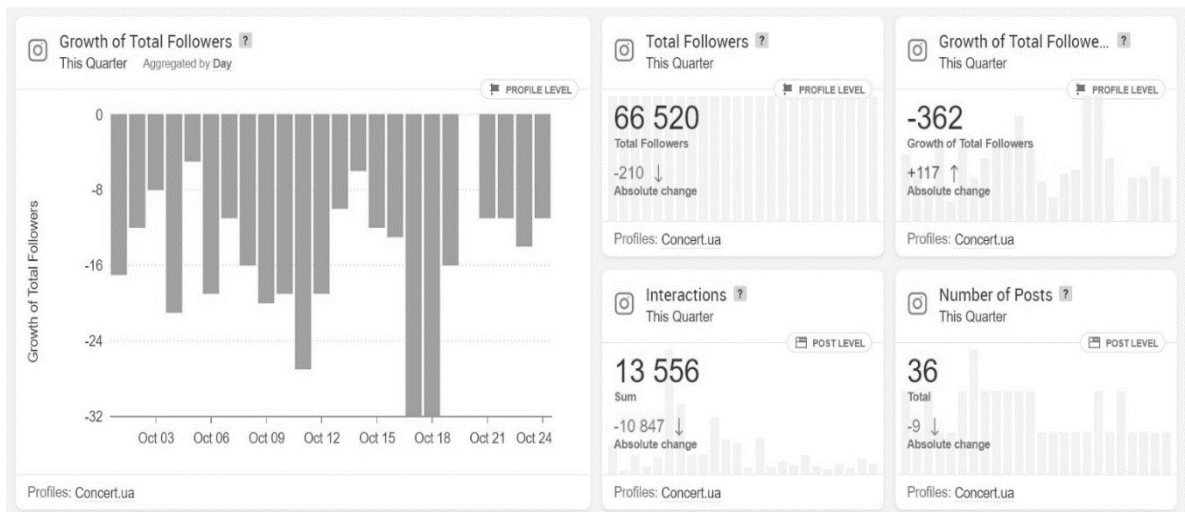 Growth of Total Followers ?
This Quarter Aggregated by Day
PROFILE LEVEL
Growth of Total Followers
0
-8
-16
-24
-32
Oct 03 Oct 06 Oct 09 Oct 12 Oct 15 Oct 18 Oct 21 Oct 24
Profiles: Concert.ua
Total Followers ?
This Quarter
PROFILE LEVEL
66 520
Total Followers
-210 ↓
Absolute change
Profiles: Concert.ua
Growth of Total Followe... ?
This Quarter
PROFILE LEVEL
-362
Growth of Total Followers
+117 ↑
Absolute change
Profiles: Concert.ua
Interactions ?
This Quarter
POST LEVEL
13 556
Sum
-10 847 ↓
Absolute change
Profiles: Concert.ua
Number of Posts ?
This Quarter
POST LEVEL
36
Total
-9 ↓
Absolute change
Profiles: Concert.ua